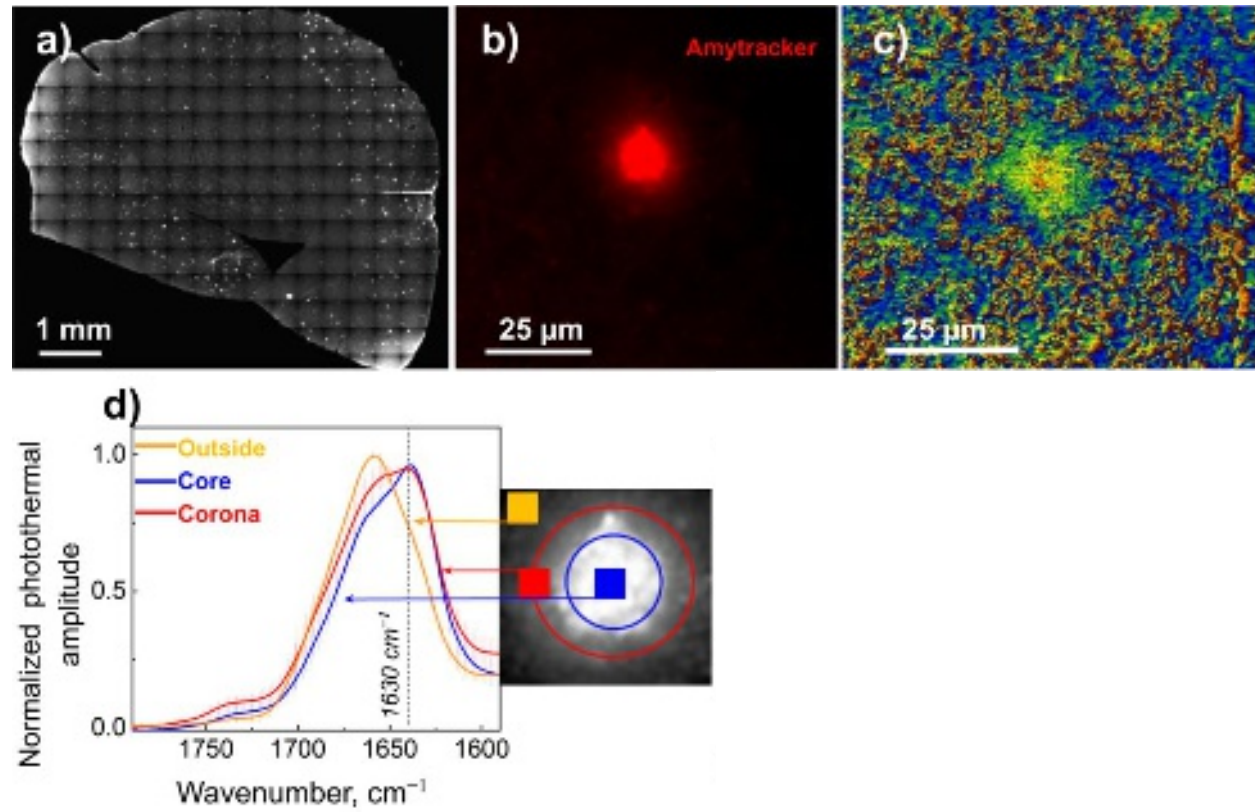 a)
1 mm
b)
Amytracker
25 μm
c)
25 μm
d)
Normalized photothermal
amplitude
1.0
0.5
0.0
Outside
Core
Corona
1630 cm⁻¹
1750
1700
1650
1600
Wavenumber, cm⁻¹